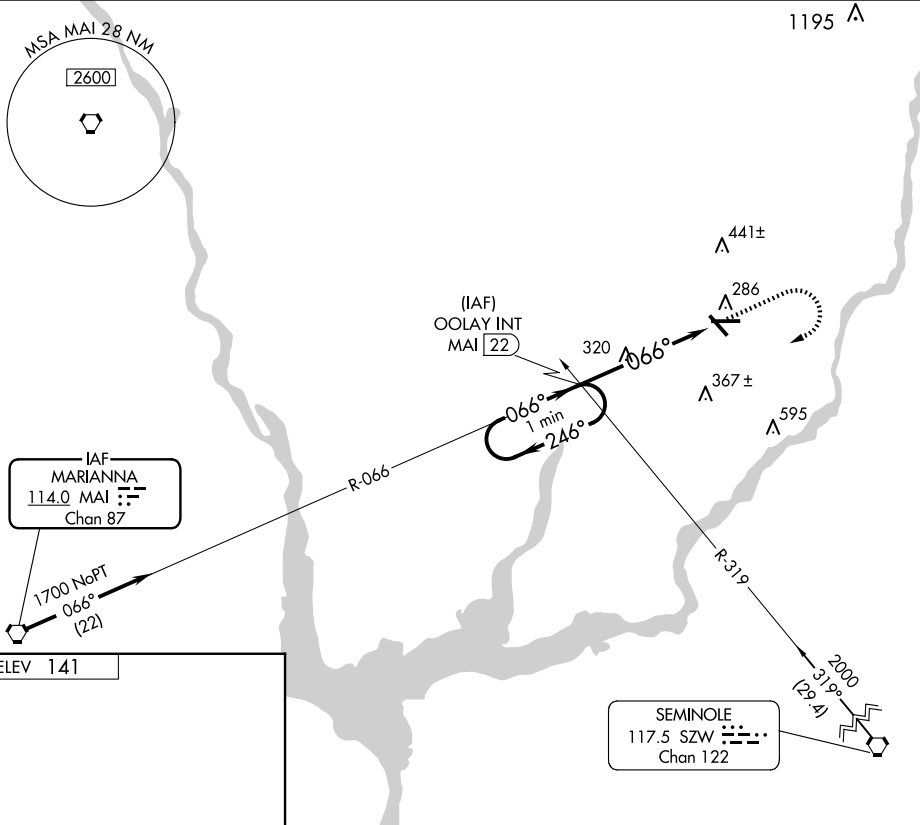 1195
MSA MAI 28 NM
2600
441±
286
(IAF)
OOLAY INT
MAI 22
320
066°
066°
1 min
246°
367 ±
595
IAF
MARIANNA
114.0 MAI
Chan 87
R-066
R-319
1700 NoPT
066°
(22)
ELEV 141
2000
319°
(29.4)
SEMINOLE
117.5 SZW
Chan 122